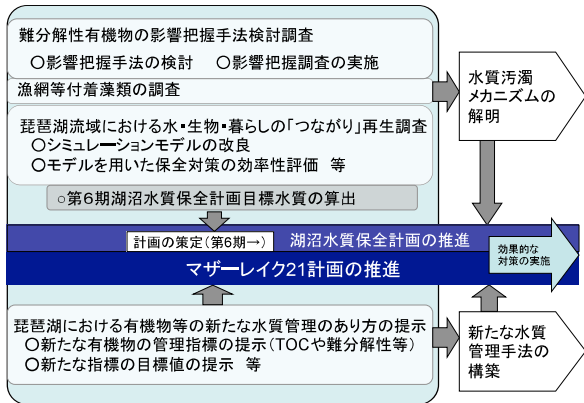 難分解性有機物の影響把握手法検討調査
○影響把握手法の検討　○影響把握調査の実施
漁網等付着藻類の調査
琵琶湖流域における水・生物・暮らしの「つながり」再生調査
○シミュレーションモデルの改良
○モデルを用いた保全対策の効率性評価 等
○第6期湖沼水質保全計画目標水質の算出
水質汚濁
メカニズムの
解明
計画の策定(第6期→)
湖沼水質保全計画の推進
マザーレイク21計画の推進
効果的な
対策の実施
琵琶湖における有機物等の新たな水質管理のあり方の提示
○新たな有機物の管理指標の提示(TOCや難分解性等)
○新たな指標の目標値の提示 等
新たな水質
管理手法の
構築